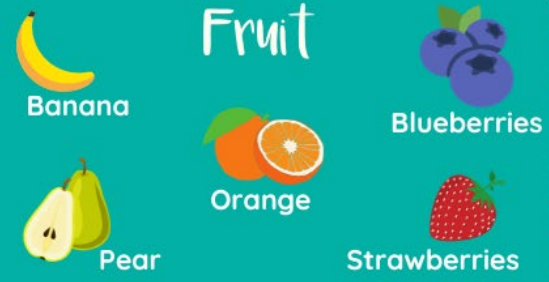 Fruit
Banana
Blueberries
Orange
Pear
Strawberries